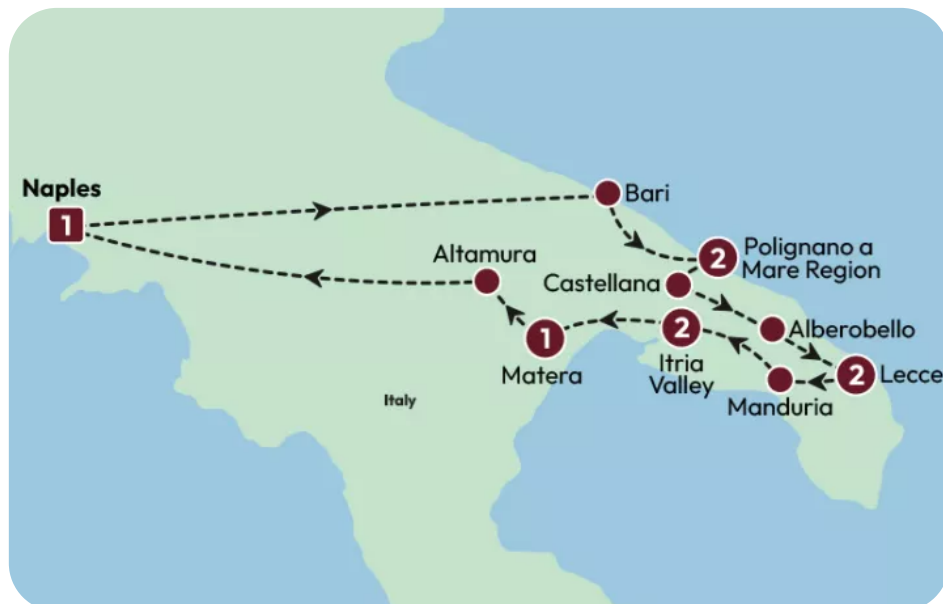 Naples
1
Bari
2
Polignano a
Mare Region
Altamura
Castellana
Alberobello
1
Matera
2
Itria
Valley
2
Lecce
Manduria
Italy